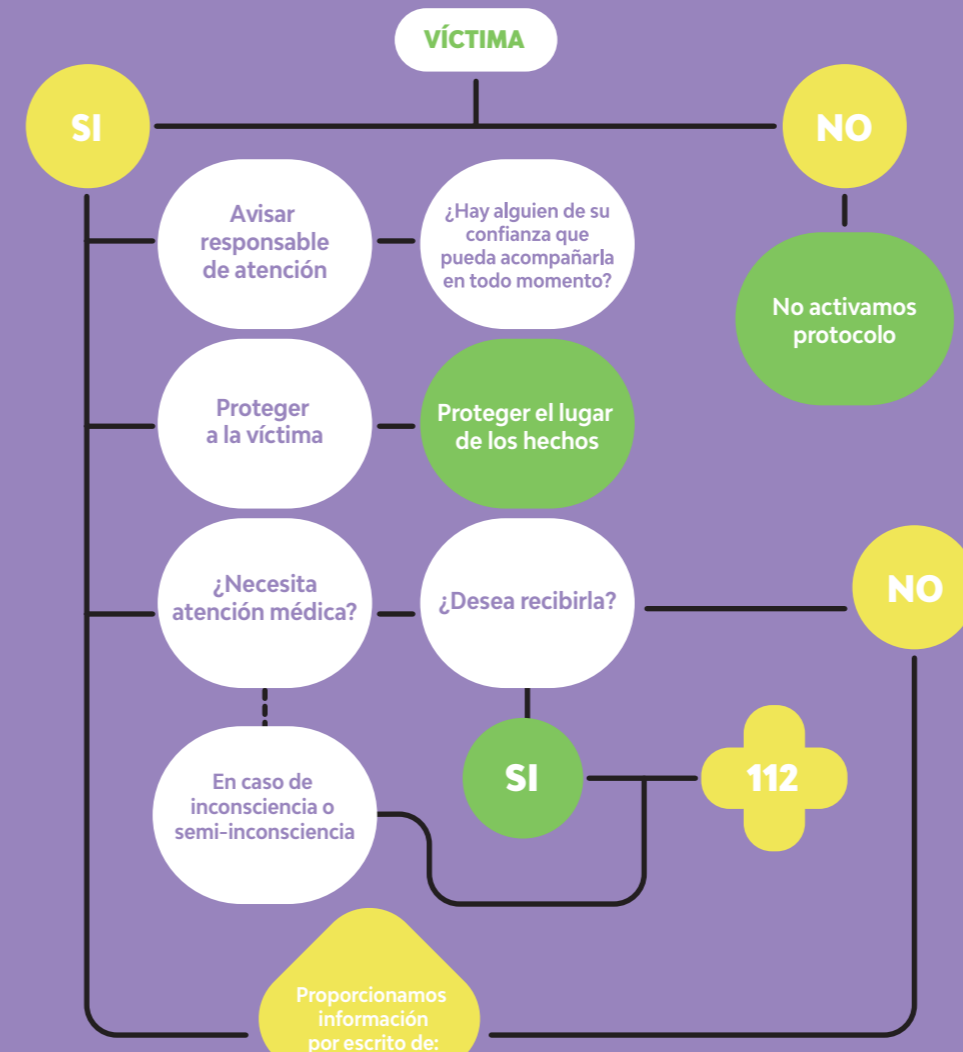 VÍCTIMA
SI
NO
Avisar
responsable
de atención
¿Hay alguien de su
confianza que
pueda acompañarla
en todo momento?
No activamos
protocolo
Proteger
a la víctima
Proteger el lugar
de los hechos
¿Necesita
atención médica?
¿Desea recibirla?
NO
En caso de
inconsciencia o
semi-inconsciencia
SI
112
Proporcionamos
información
por escrito de: